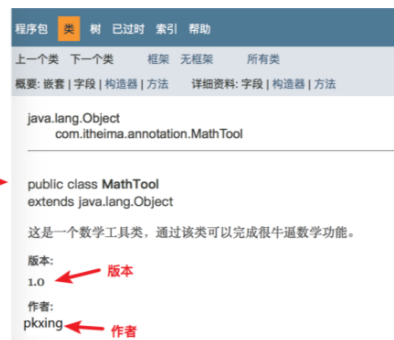 程序包 类 树 已过时 索引 帮助
上一个类 下一个类 框架 无框架 所有类
概要: 嵌套 | 字段 | 构造器 | 方法 详细资料: 字段 | 构造器 | 方法
java.lang.Object
com.itheima.annotation.MathTool
public class MathTool
extends java.lang.Object
这是一个数学工具类，通过该类可以完成很牛逼数学功能。
版本:
1.0 版本
作者:
pkxing 作者